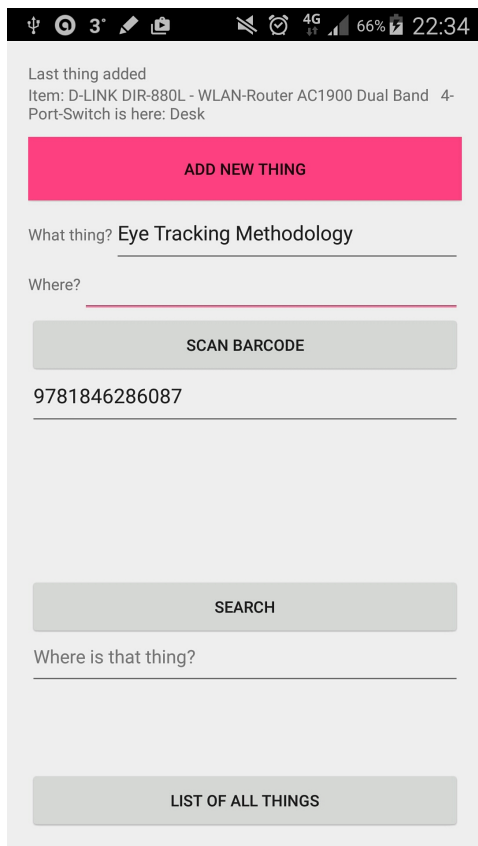 3°
4G
66%
22:34
Last thing added
Item: D-LINK DIR-880L - WLAN-Router AC1900 Dual Band 4-
Port-Switch is here: Desk
ADD NEW THING
What thing? Eye Tracking Methodology
Where?
SCAN BARCODE
9781846286087
SEARCH
Where is that thing?
LIST OF ALL THINGS